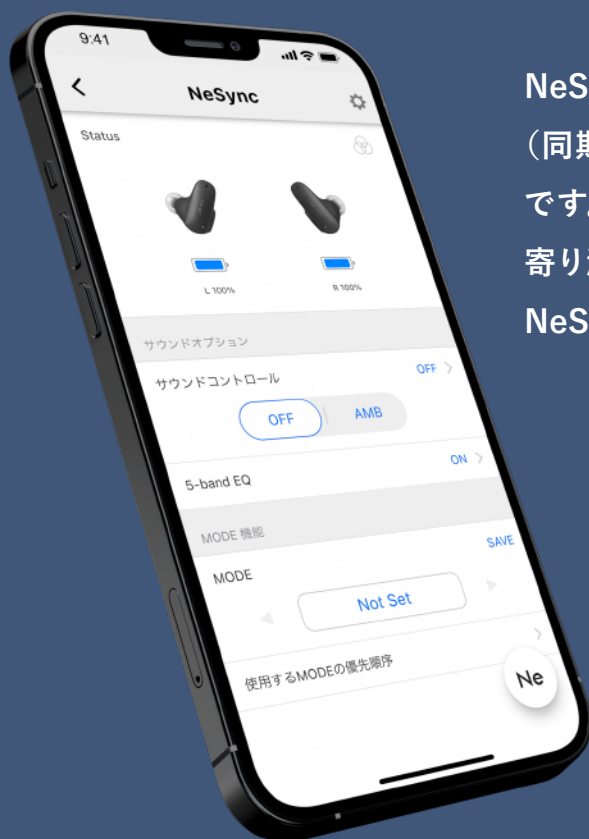 9:41
NeSync
Status
L 100%
R 100%
サウンドオプション
サウンドコントロール
OFF
OFF
AMB
5-band EQ
ON
MODE 機能
MODE
SAVE
Not Set
使用するMODEの優先順序
Ne
NeS
（同期
です。
寄り
NeS